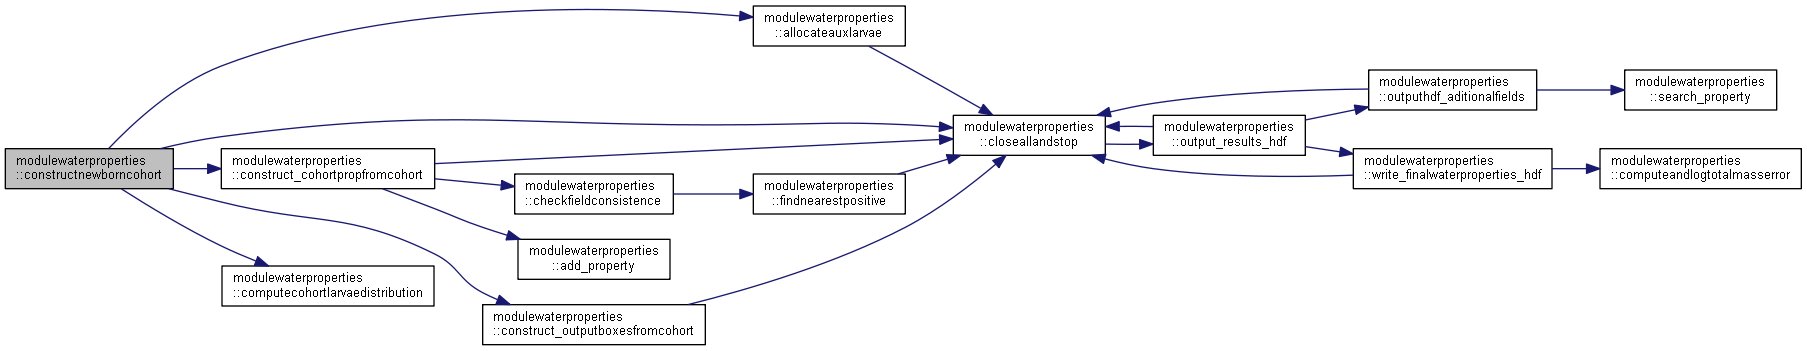 modulewaterproperties
::constructnewborncohort
modulewaterproperties
::allocateauxlarvae
modulewaterproperties
::construct_cohortpropfromcohort
modulewaterproperties
::computecohortlarvaedistribution
modulewaterproperties
::checkfieldconsistence
modulewaterproperties
::add_property
modulewaterproperties
::construct_outputboxesfromcohort
modulewaterproperties
::findnearestpositive
modulewaterproperties
::closeallandstop
modulewaterproperties
::output_results_hdf
modulewaterproperties
::outputhdf_aditionalfields
modulewaterproperties
::write_finalwaterproperties_hdf
modulewaterproperties
::search_property
modulewaterproperties
::computeandlogtotalmasserror